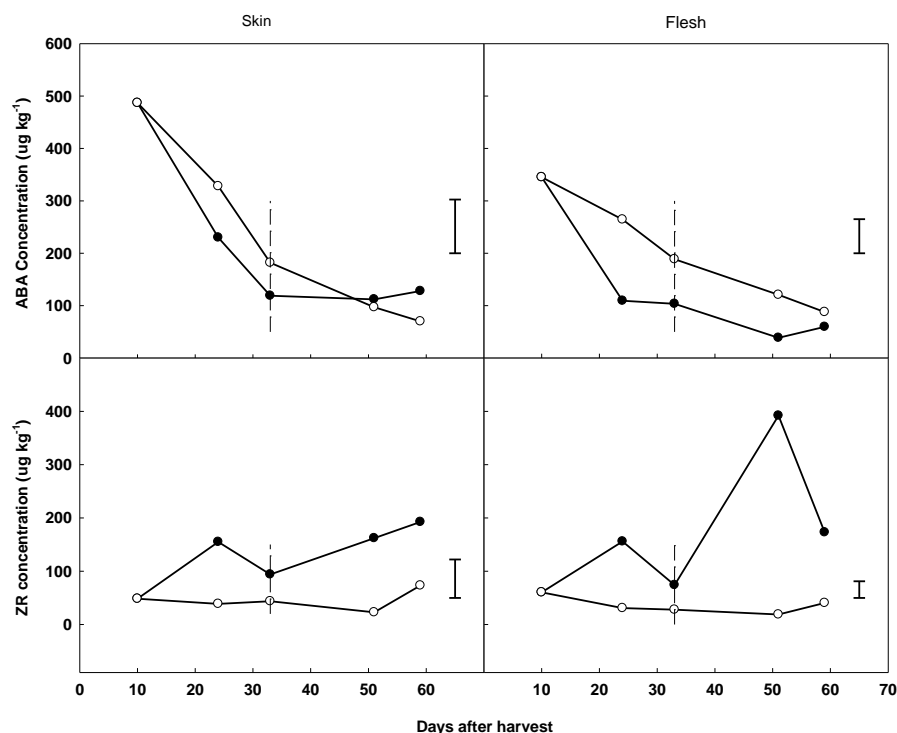 Skin Flesh
600
500
400
300
200
100
0
ABA Concentration (ug kg-1)
400
300
200
100
0
ZR concentration (ug kg-1)
0 10 20 30 40 50 60 10 20 30 40 50 60 70
Days after harvest